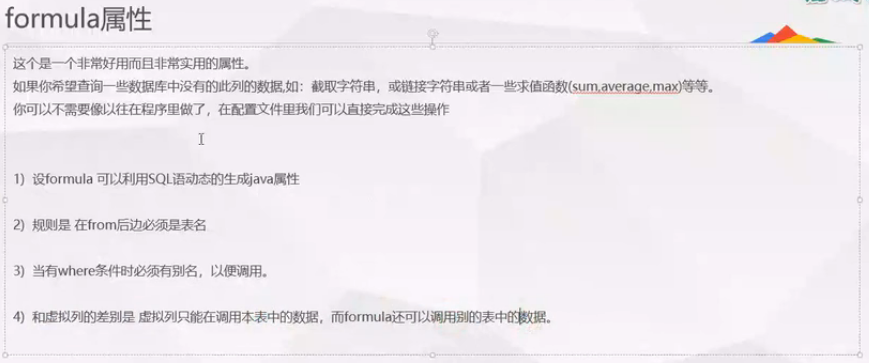 formula属性
这个是一个非常好用而且非常实用的属性。
如果你希望查询一些数据库中没有的此列的数据,如：截取字符串，或链接字符串或者一些求值函数(sum,average,max)等等。
你可以不需要像以往在程序里做了，在配置文件里我们可以直接完成这些操作
1）设formula 可以利用SQL语动态的生成java属性
2）规则是 在from后边必须是表名
3）当有where条件时必须有别名，以便调用。
4）和虚拟列的差别是 虚拟列只能在调用本表中的数据，而formula还可以调用别的表中的数据。